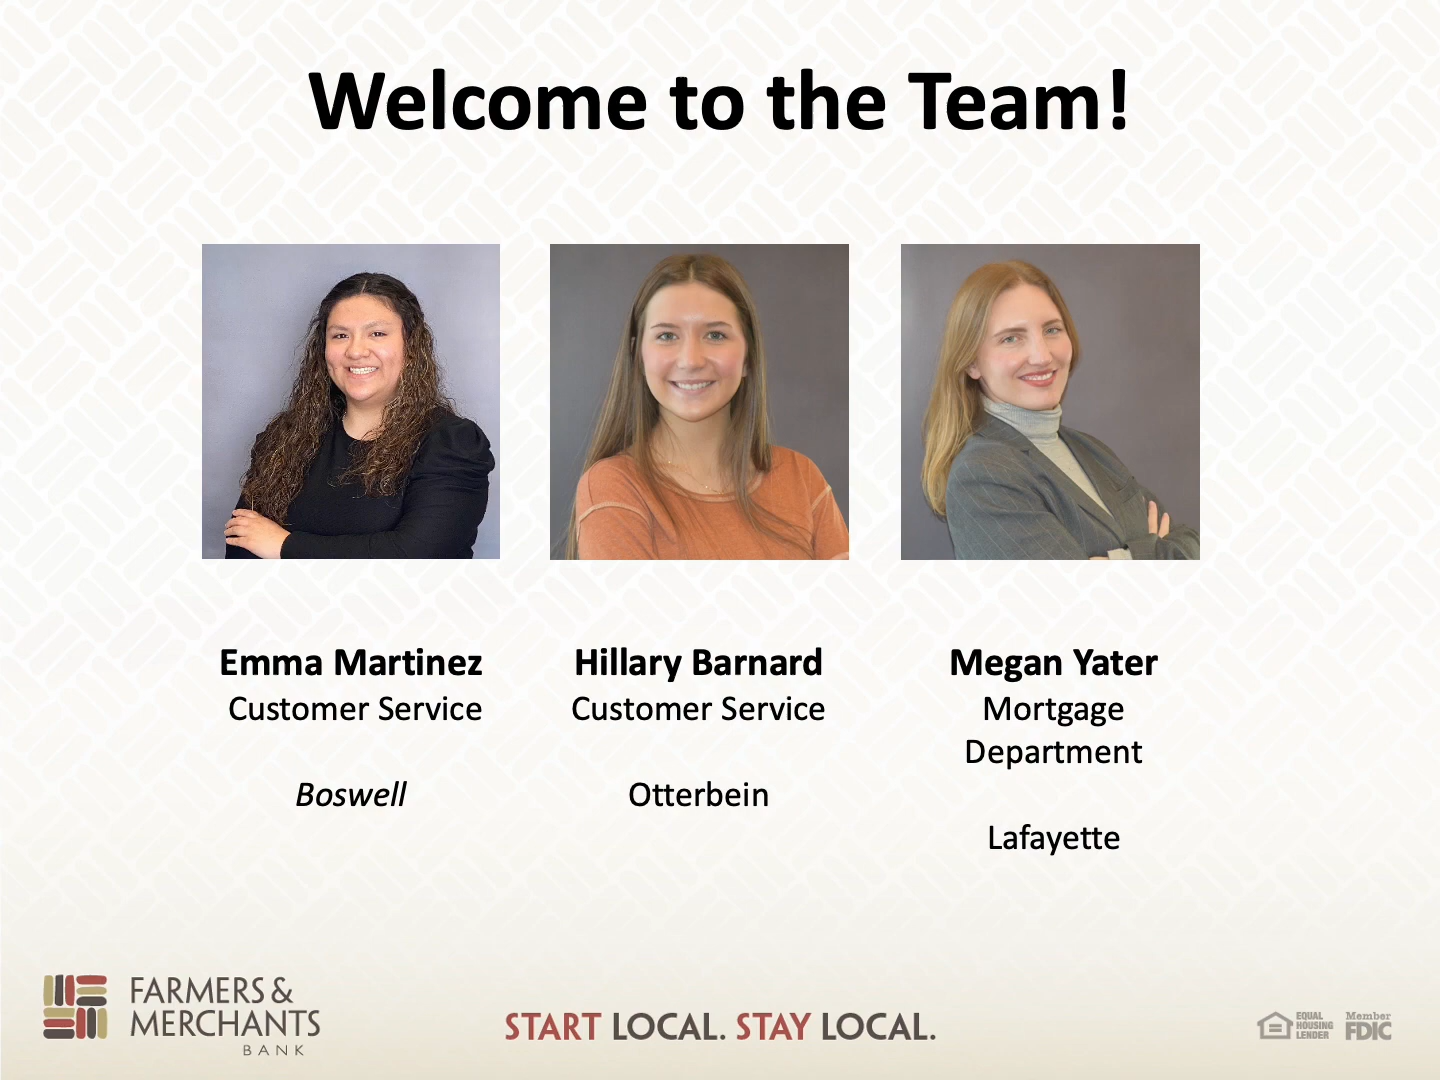 Welcome to the Team!
Emma Martinez
Customer Service
Boswell
Hillary Barnard
Customer Service
Otterbein
Megan Yater
Mortgage
Department
Lafayette
FARMERS &
MERCHANTS
BANK
START LOCAL. STAY LOCAL.
EQUAL
HOUSING
LENDER
Member
FDIC